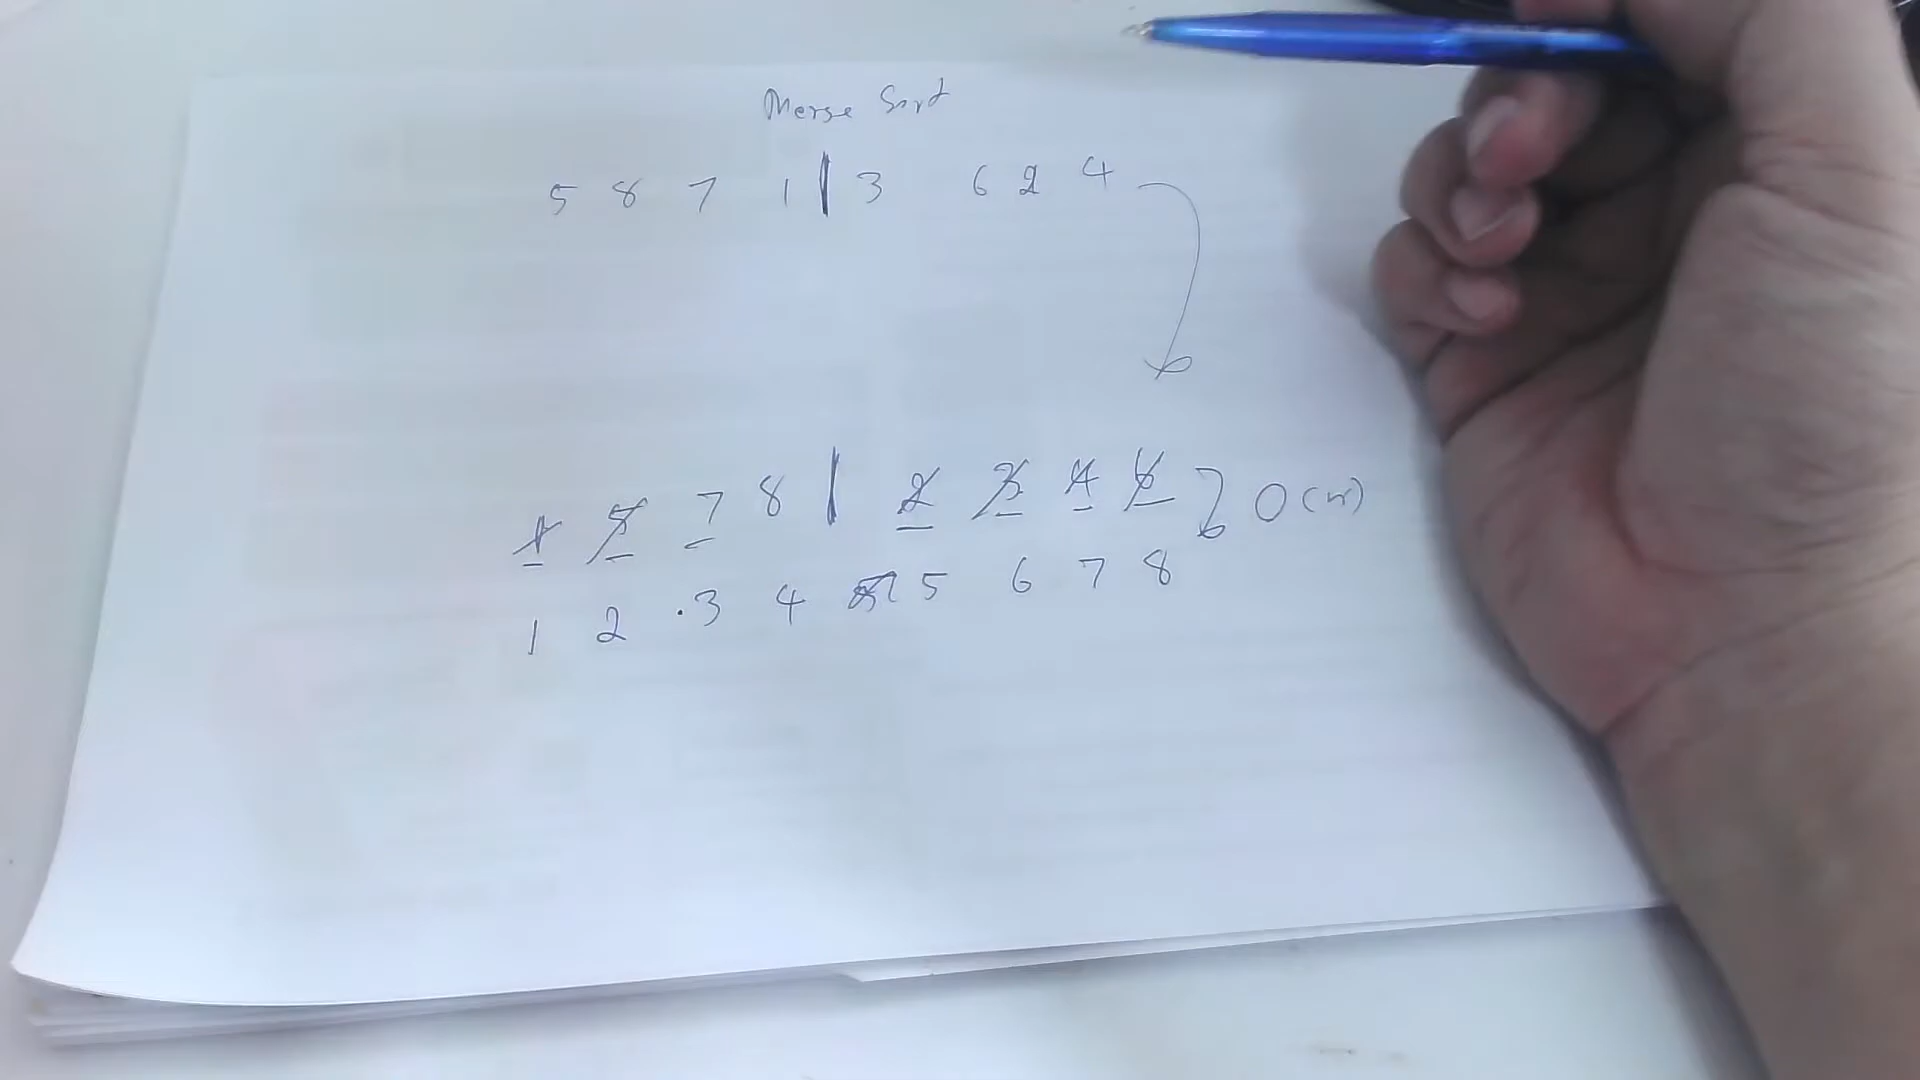 Merge Sort
5 8 7 1 | 3 6 2 4
1 5 7 8 | 2 3 4 6 O(n)
1 2 .3 4 5 6 7 8